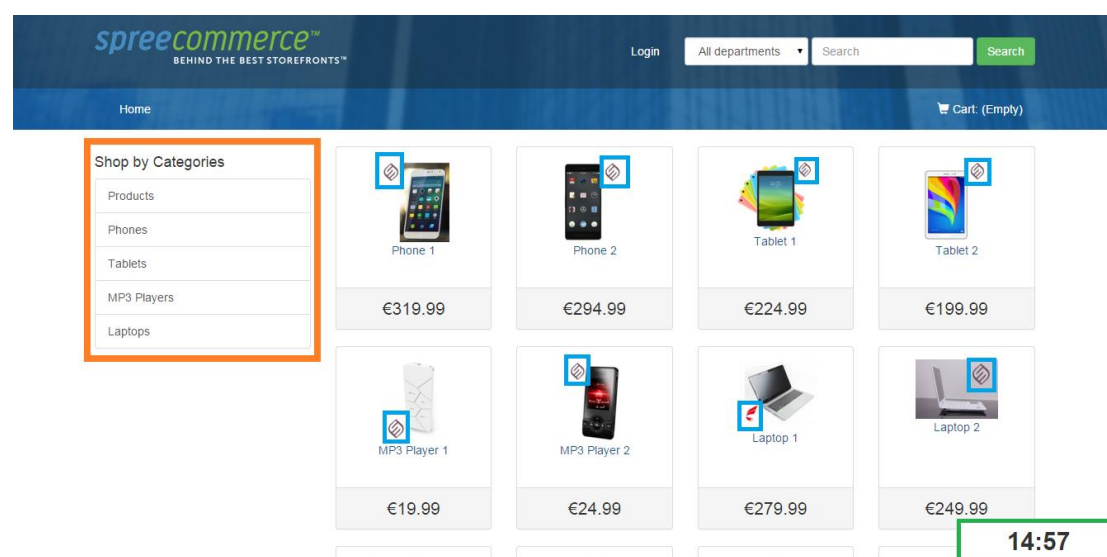 spreecommerce™
BEHIND THE BEST STOREFRONTS™
Login
All departments
Search
Search
Home
Cart: (Empty)
Shop by Categories
Products
Phones
Tablets
MP3 Players
Laptops
Phone 1
Phone 2
Tablet 1
Tablet 2
€319.99
€294.99
€224.99
€199.99
MP3 Player 1
MP3 Player 2
Laptop 1
Laptop 2
€19.99
€24.99
€279.99
€249.99
14:57